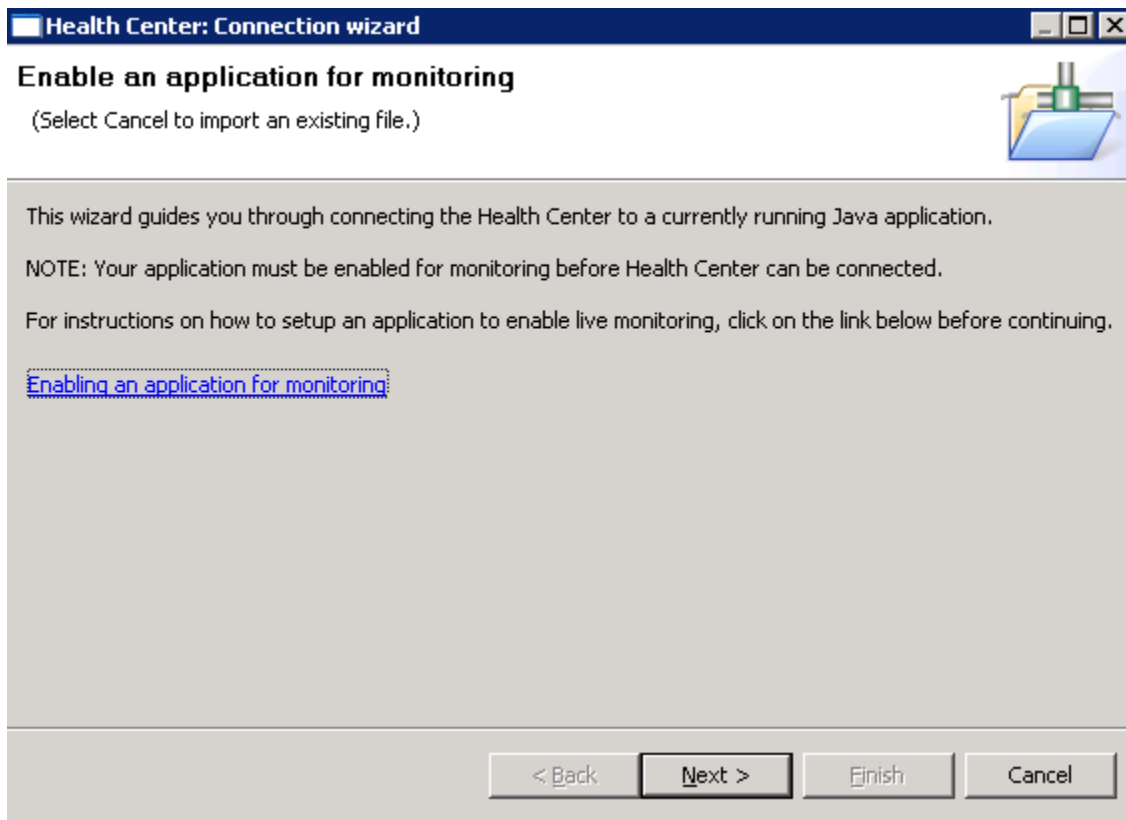 Health Center: Connection wizard
Enable an application for monitoring
(Select Cancel to import an existing file.)
This wizard guides you through connecting the Health Center to a currently running Java application.
NOTE: Your application must be enabled for monitoring before Health Center can be connected.
For instructions on how to setup an application to enable live monitoring, click on the link below before continuing.
Enabling an application for monitoring
< Back Next > Finish Cancel